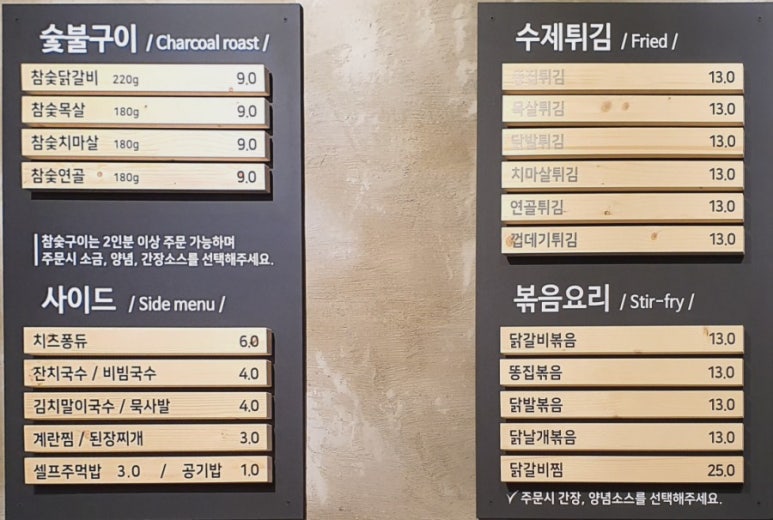 숯불구이 / Charcoal roast /
참숯닭갈비 220g 9.0
참숯목살 180g 9.0
참숯치마살 180g 9.0
참숯연골 180g 9.0
참숯구이는 2인분 이상 주문 가능하며
주문시 소금, 양념, 간장소스를 선택해주세요.
사이드 / Side menu /
치즈퐁듀 6.0
잔치국수 / 비빔국수 4.0
김치말이국수 / 묵사발 4.0
계란찜 / 된장찌개 3.0
셀프주먹밥 3.0 / 공기밥 1.0
수제튀김 / Fried /
똥집튀김 13.0
목살튀김 13.0
닭발튀김 13.0
치마살튀김 13.0
연골튀김 13.0
껍데기튀김 13.0
볶음요리 / Stir-fry /
닭갈비볶음 13.0
똥집볶음 13.0
닭발볶음 13.0
닭날개볶음 13.0
닭갈비찜 25.0
✓ 주문시 간장, 양념소스를 선택해주세요.